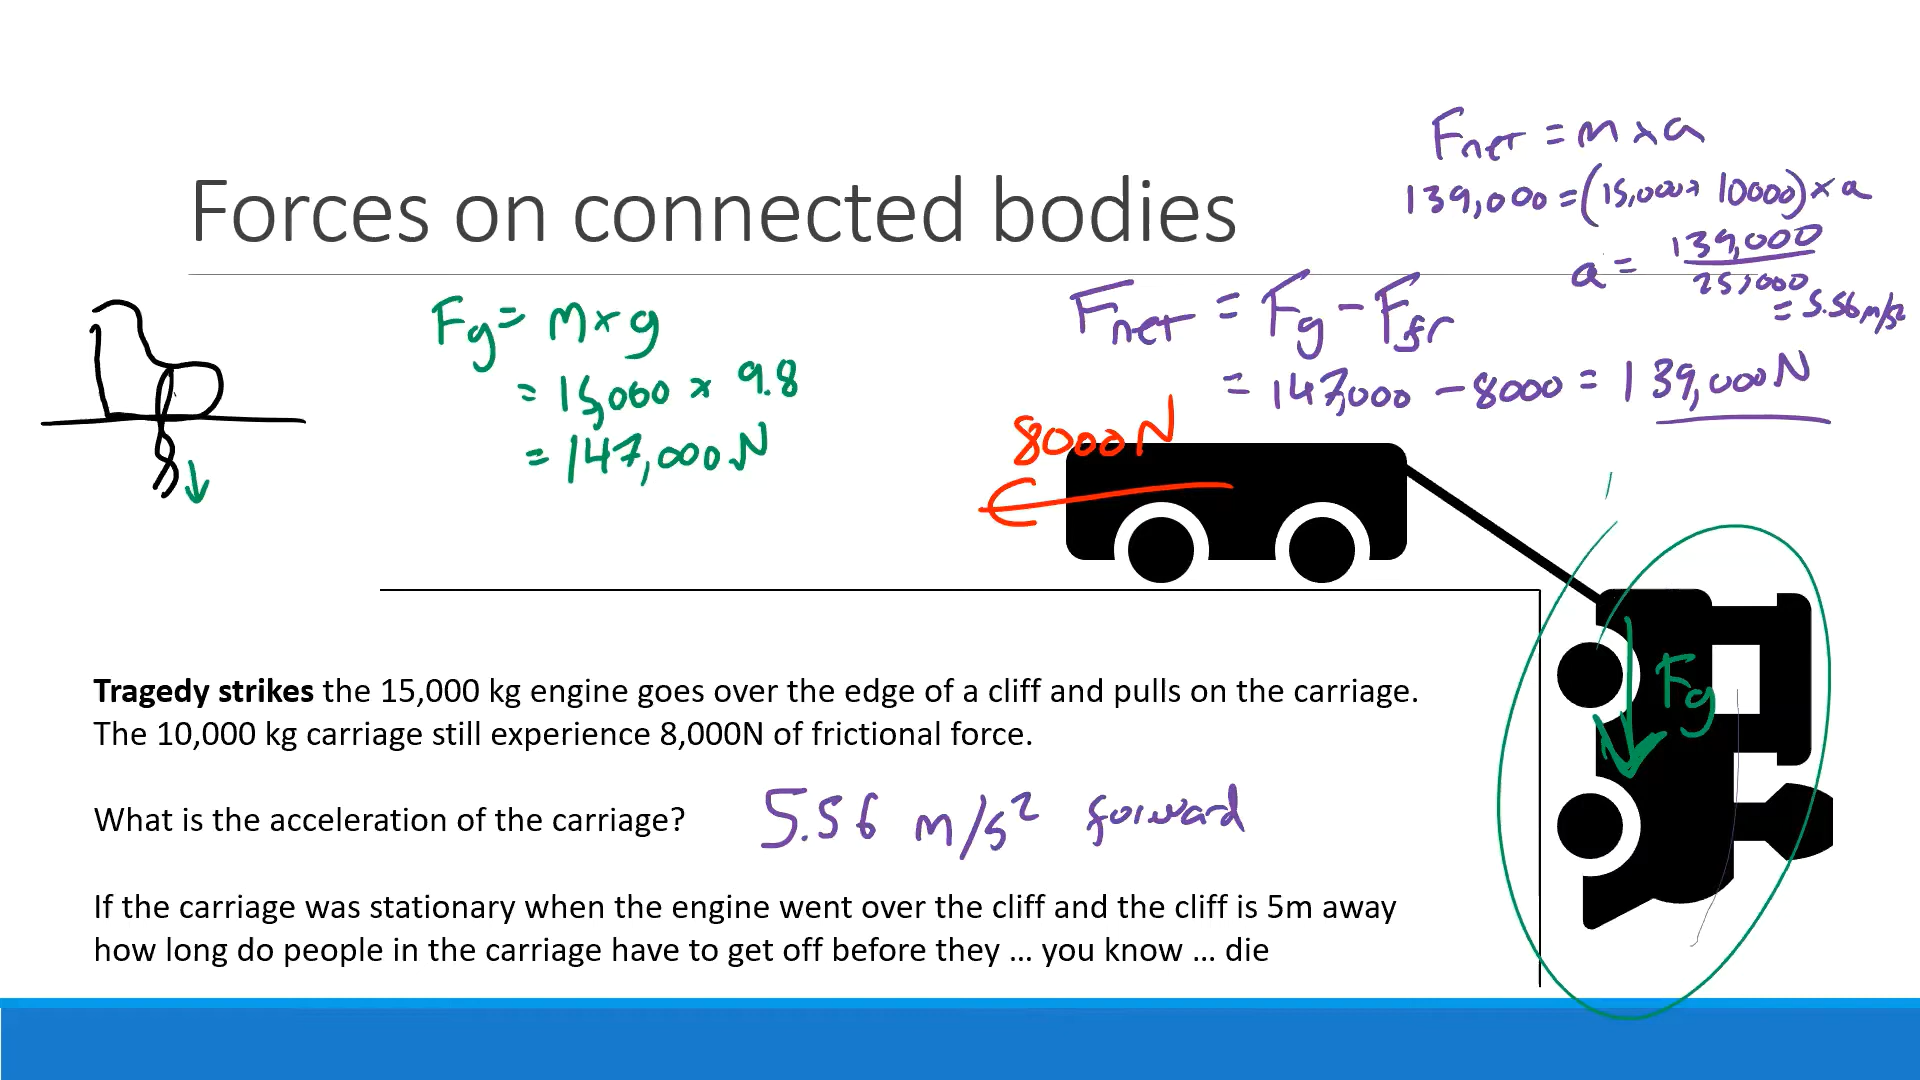 Fnet = m x a
139,000 = (15,000+ 10000) x a
a = 139,000 / 25,000
= 5.56 m/s²
Forces on connected bodies
Fg = m x g
= 15,000 x 9.8
= 147,000 N
Fnet = Fg - Ffr
= 147,000 - 8000 = 139,000 N
8000 N
Fg
Tragedy strikes the 15,000 kg engine goes over the edge of a cliff and pulls on the carriage.
The 10,000 kg carriage still experience 8,000N of frictional force.
What is the acceleration of the carriage? 5.56 m/s² forward
If the carriage was stationary when the engine went over the cliff and the cliff is 5m away
how long do people in the carriage have to get off before they ... you know ... die